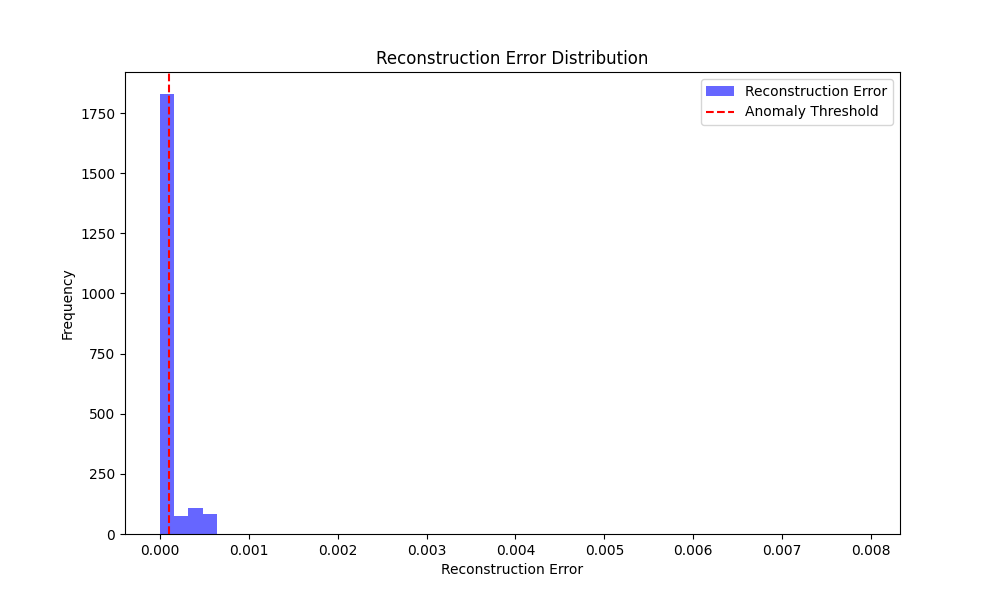 Reconstruction Error Distribution
Reconstruction Error
Anomaly Threshold
Frequency
1750
1500
1250
1000
750
500
250
0
0.000 0.001 0.002 0.003 0.004 0.005 0.006 0.007 0.008
Reconstruction Error